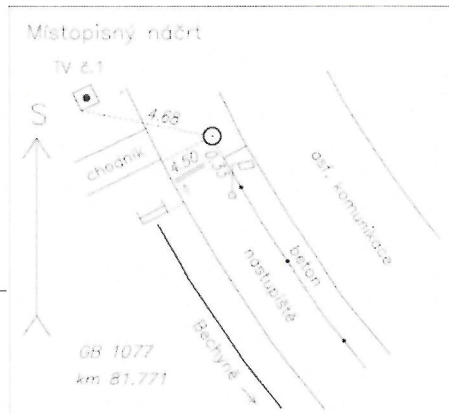 Místopisný náčrt
TV č.1
S
4.68
chodník
4.50
0.35
asf. komunikace
beton
nástupiště
Bechyně
GB 1077
km 81.771